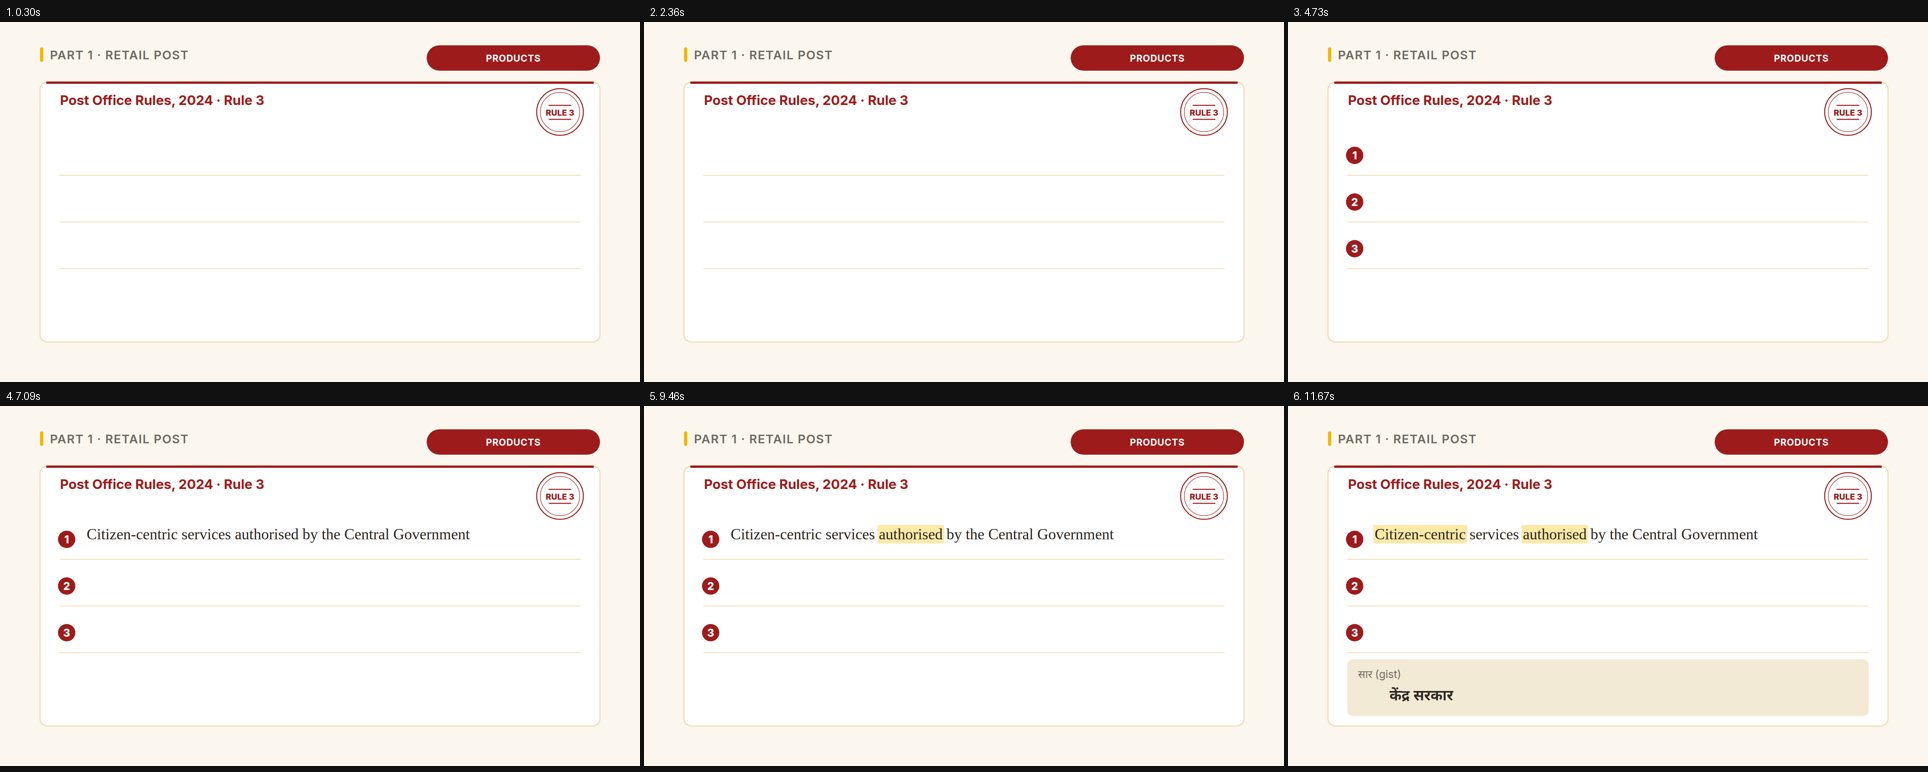 1. 0.30s
PART 1 · RETAIL POST
PRODUCTS
Post Office Rules, 2024 · Rule 3
RULE 3
2. 2.36s
PART 1 · RETAIL POST
PRODUCTS
Post Office Rules, 2024 · Rule 3
RULE 3
3. 4.73s
PART 1 · RETAIL POST
PRODUCTS
Post Office Rules, 2024 · Rule 3
RULE 3
1
2
3
4. 7.09s
PART 1 · RETAIL POST
PRODUCTS
Post Office Rules, 2024 · Rule 3
RULE 3
1 Citizen-centric services authorised by the Central Government
2
3
5. 9.46s
PART 1 · RETAIL POST
PRODUCTS
Post Office Rules, 2024 · Rule 3
RULE 3
1 Citizen-centric services authorised by the Central Government
2
3
6. 11.67s
PART 1 · RETAIL POST
PRODUCTS
Post Office Rules, 2024 · Rule 3
RULE 3
1 Citizen-centric services authorised by the Central Government
2
3
सार (gist)
केंद्र सरकार